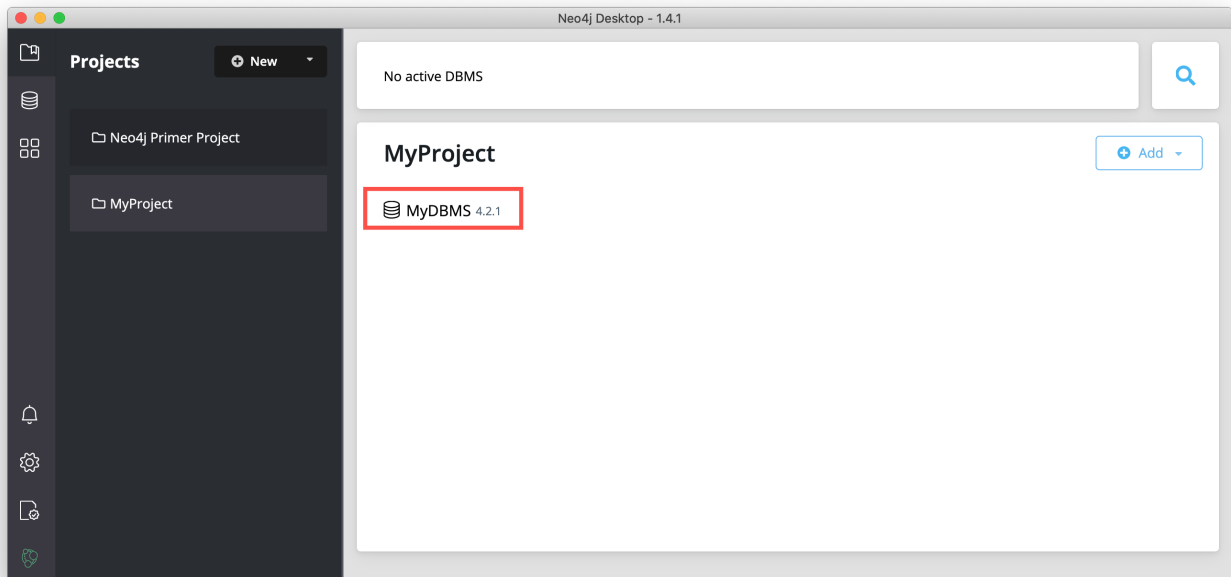 Neo4j Desktop - 1.4.1
Projects
New
Neo4j Primer Project
MyProject
No active DBMS
MyProject
Add
MyDBMS 4.2.1